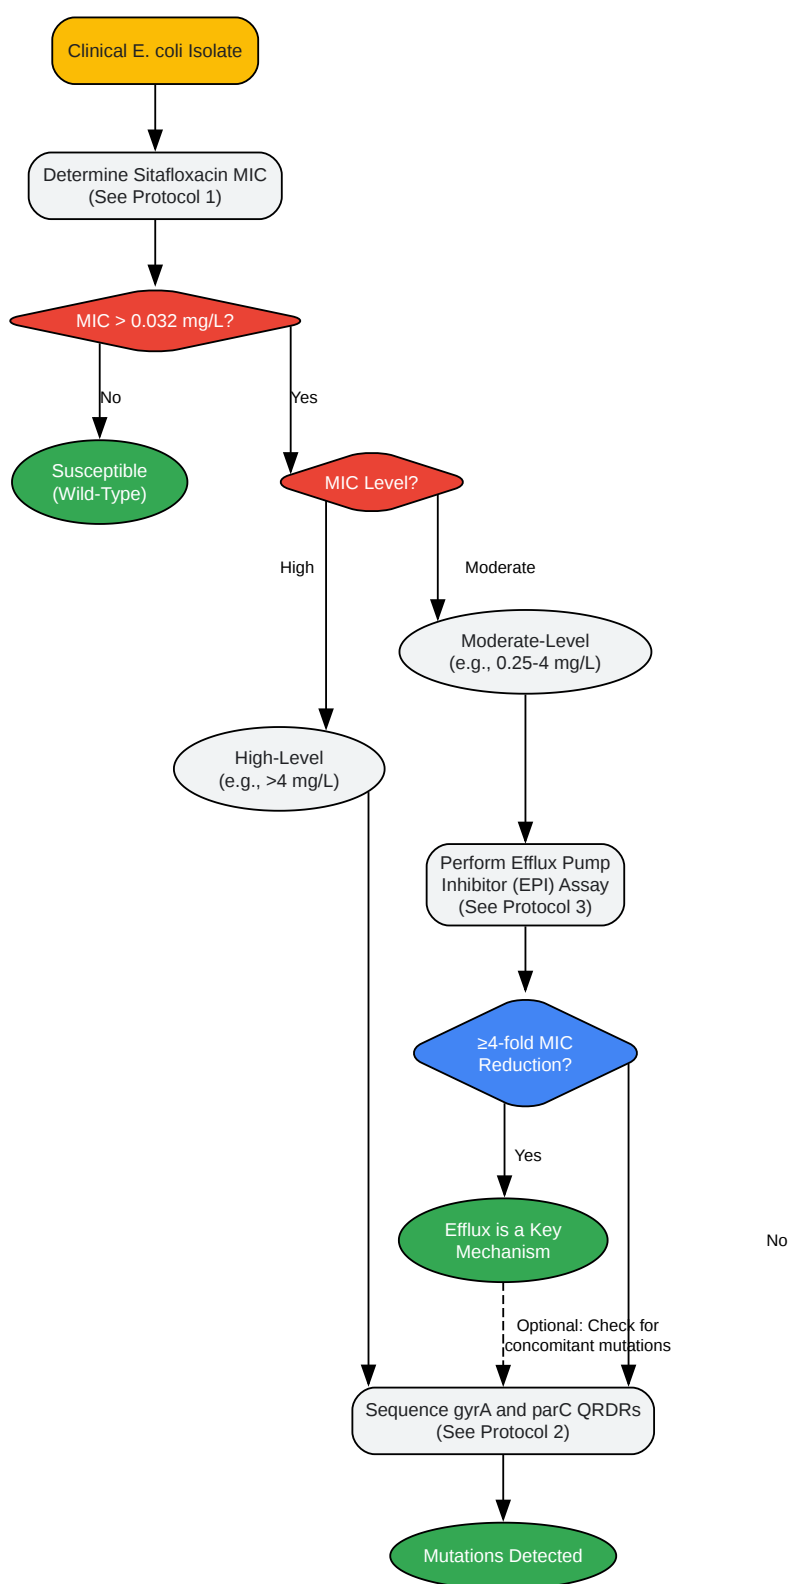 Clinical E. coli Isolate
Determine Sitafloxacin MIC
(See Protocol 1)
MIC > 0.032 mg/L?
No
Yes
Susceptible
(Wild-Type)
MIC Level?
High
Moderate
Moderate-Level
(e.g., 0.25-4 mg/L)
High-Level
(e.g., >4 mg/L)
Perform Efflux Pump
Inhibitor (EPI) Assay
(See Protocol 3)
≥4-fold MIC
Reduction?
Yes
Efflux is a Key
Mechanism
No
Optional: Check for
concomitant mutations
Sequence gyrA and parC QRDRs
(See Protocol 2)
Mutations Detected